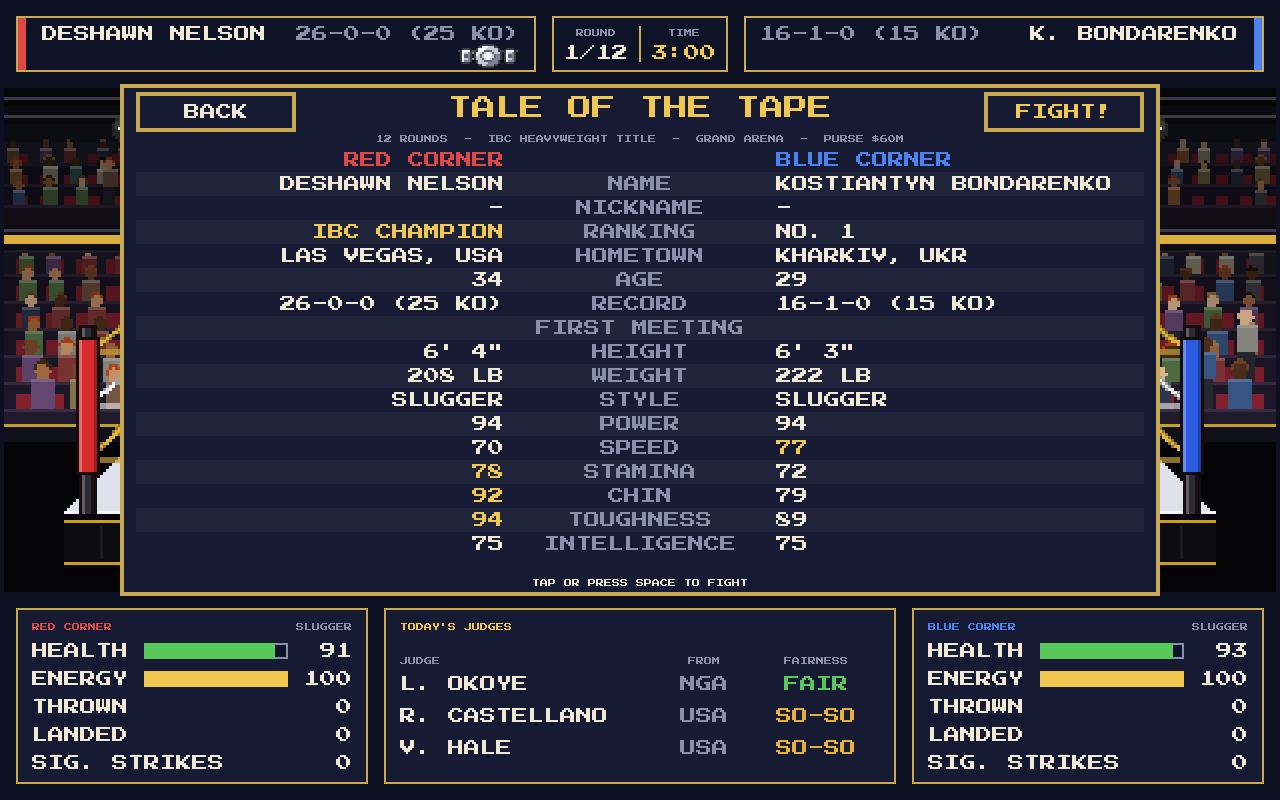 DESHAWN NELSON 26-0-0 (25 KO)
ROUND TIME
1/12 3:00
16-1-0 (15 KO) K. BONDARENKO
BACK
TALE OF THE TAPE
FIGHT!
12 ROUNDS - IBC HEAVYWEIGHT TITLE - GRAND ARENA - PURSE $60M
RED CORNER BLUE CORNER
DESHAWN NELSON NAME KOSTIANTYN BONDARENKO
- NICKNAME -
IBC CHAMPION RANKING NO. 1
LAS VEGAS, USA HOMETOWN KHARKIV, UKR
34 AGE 29
26-0-0 (25 KO) RECORD 16-1-0 (15 KO)
FIRST MEETING
6' 4" HEIGHT 6' 3"
208 LB WEIGHT 222 LB
SLUGGER STYLE SLUGGER
94 POWER 94
70 SPEED 77
78 STAMINA 72
92 CHIN 79
94 TOUGHNESS 89
75 INTELLIGENCE 75
TAP OR PRESS SPACE TO FIGHT
RED CORNER SLUGGER
HEALTH 91
ENERGY 100
THROWN 0
LANDED 0
SIG. STRIKES 0
TODAY'S JUDGES
JUDGE FROM FAIRNESS
L. OKOYE NGA FAIR
R. CASTELLANO USA SO-SO
V. HALE USA SO-SO
BLUE CORNER SLUGGER
HEALTH 93
ENERGY 100
THROWN 0
LANDED 0
SIG. STRIKES 0